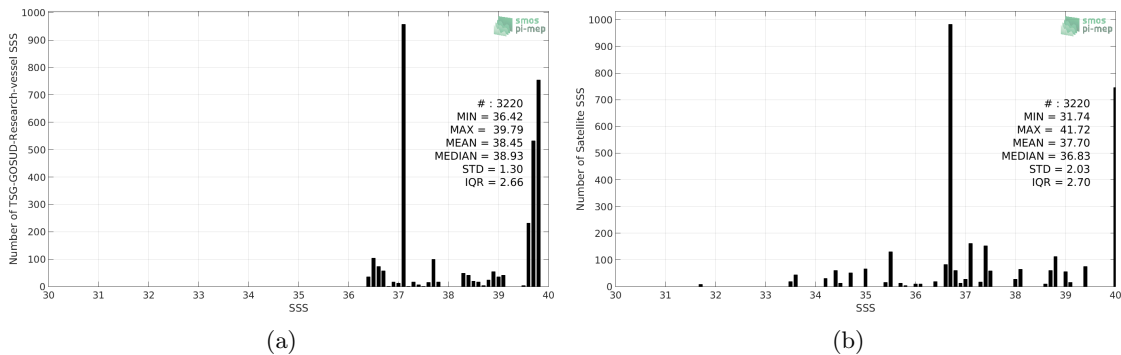 smos
pi-mep
Number of TSG-GOSUD-Research-vessel SSS
1000
900
800
700
600
500
400
300
200
100
0
# : 3220
MIN = 36.42
MAX = 39.79
MEAN = 38.45
MEDIAN = 38.93
STD = 1.30
IQR = 2.66
30 31 32 33 34 35 36 37 38 39 40
SSS
(a)
smos
pi-mep
Number of Satellite SSS
1000
900
800
700
600
500
400
300
200
100
0
# : 3220
MIN = 31.74
MAX = 41.72
MEAN = 37.70
MEDIAN = 36.83
STD = 2.03
IQR = 2.70
30 31 32 33 34 35 36 37 38 39 40
SSS
(b)